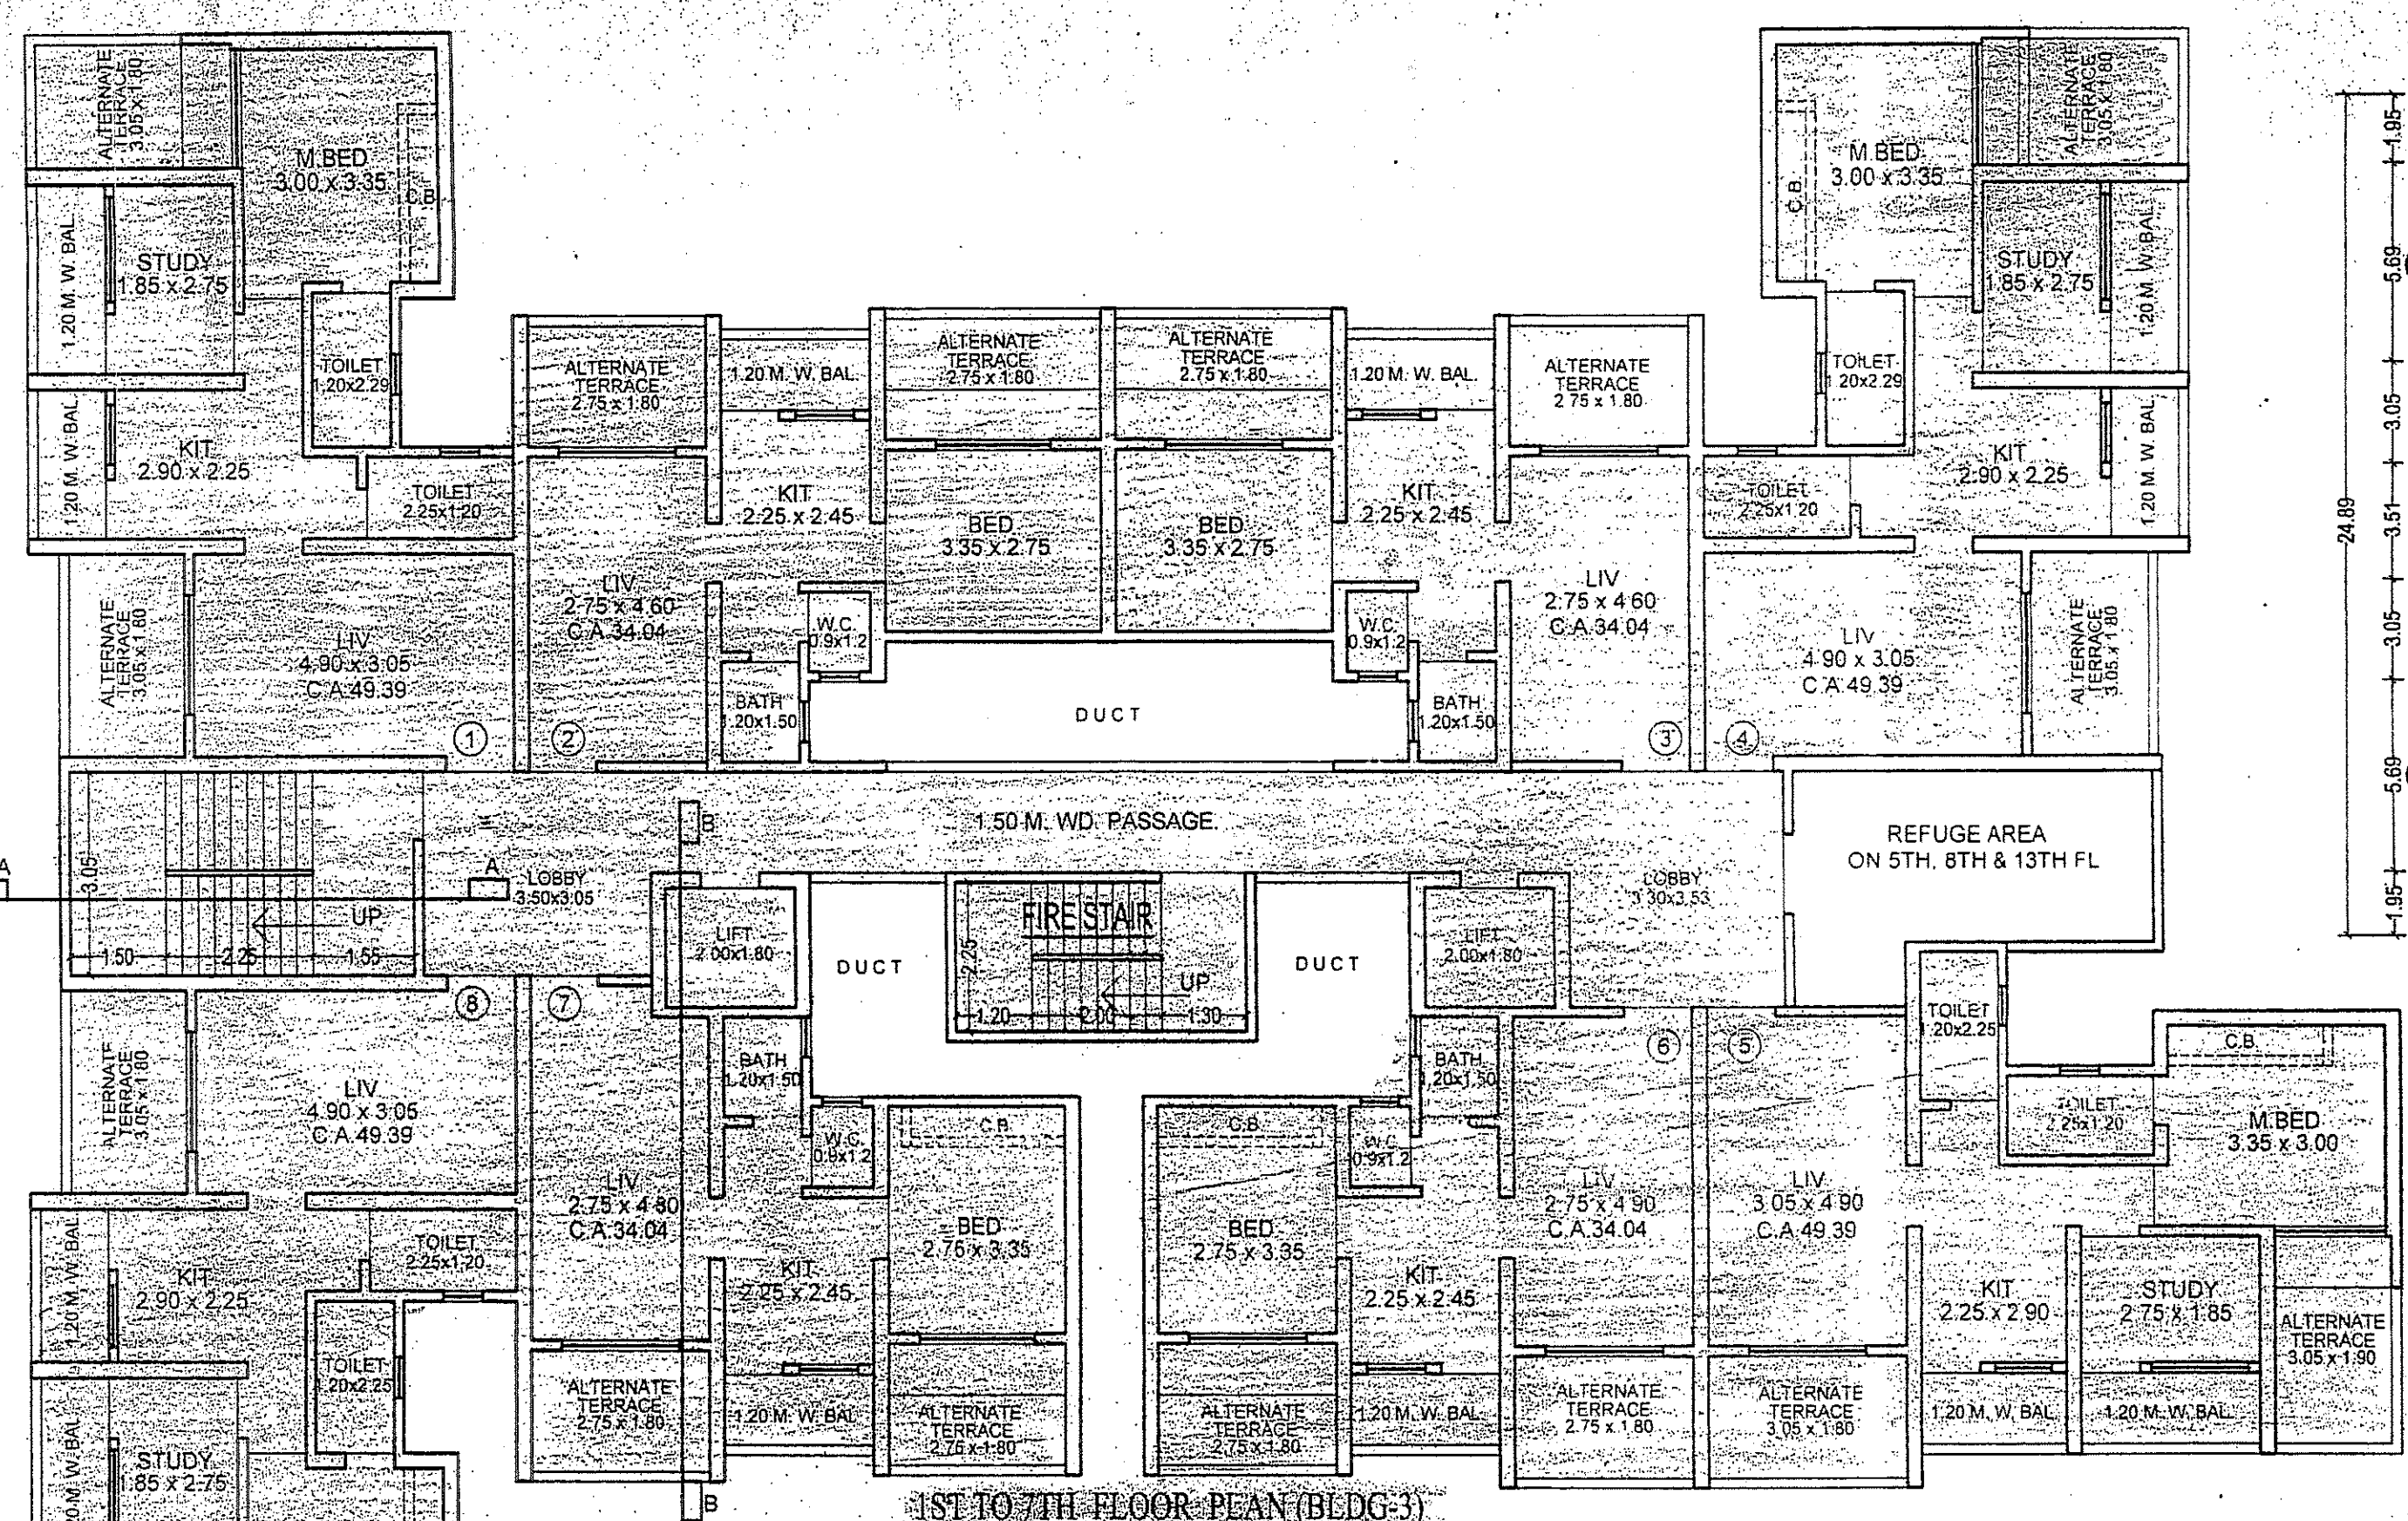 ALTERNATE
TERRACE
3.05 x 1.80
M.BED
3.00 x 3.35
C.B.
1.20 M. W. BAL.
STUDY
1.85 x 2.75
TOILET
1.20x2.29
1.20 M. W. BAL.
KIT
2.90 x 2.25
TOILET
2.25x1.20
ALTERNATE
TERRACE
3.05 x 1.80
LIV
4.90 x 3.05
C.A.49.39
1
ALTERNATE
TERRACE
2.75 x 1.80
1.20 M. W. BAL.
KIT
2.25 x 2.45
LIV
2.75 x 4.60
C.A.34.04
W.C.
0.9x1.2
BATH
1.20x1.50
2
ALTERNATE
TERRACE
2.75 x 1.80
BED
3.35 x 2.75
ALTERNATE
TERRACE
2.75 x 1.80
BED
3.35 x 2.75
DUCT
1.20 M. W. BAL.
KIT
2.25 x 2.45
W.C.
0.9x1.2
BATH
1.20x1.50
ALTERNATE
TERRACE
2.75 x 1.80
LIV
2.75 x 4.60
C.A.34.04
3
M.BED
3.00 x 3.35
C.B.
ALTERNATE
TERRACE
3.05 x 1.80
STUDY
1.85 x 2.75
1.20 M. W. BAL.
TOILET
1.20x2.29
KIT
2.90 x 2.25
1.20 M. W. BAL.
TOILET
2.25x1.20
LIV
4.90 x 3.05
C.A.49.39
ALTERNATE
TERRACE
3.05 x 1.80
4
24.89
1.95
5.69
3.05
3.51
3.05
5.69
1.95
A
3.05
1.50
2.25
1.55
UP
A
LOBBY
3.50x3.05
B
1.50 M. WD. PASSAGE.
LIFT
2.00x1.80
DUCT
FIRE STAIR
2.25
1.20
2.00
1.30
UP
DUCT
LIFT
2.00x1.80
LOBBY
3.30x3.53
REFUGE AREA
ON 5TH, 8TH & 13TH FL
8
ALTERNATE
TERRACE
3.05 x 1.80
LIV
4.90 x 3.05
C.A.49.39
1.20 M. W. BAL.
KIT
2.90 x 2.25
TOILET
2.25x1.20
TOILET
1.20x2.25
STUDY
1.85 x 2.75
7
LIV
2.75 x 4.80
C.A.34.04
BATH
1.20x1.50
W.C.
0.9x1.2
KIT
2.25 x 2.45
C.B.
BED
2.75 x 3.35
ALTERNATE
TERRACE
2.75 x 1.80
1.20 M. W. BAL.
ALTERNATE
TERRACE
2.75 x 1.80
B
C.B.
BED
2.75 x 3.35
ALTERNATE
TERRACE
2.75 x 1.80
BATH
1.20x1.50
W.C.
0.9x1.2
KIT
2.25 x 2.45
1.20 M. W. BAL.
6
LIV
2.75 x 4.90
C.A.34.04
ALTERNATE
TERRACE
2.75 x 1.80
5
LIV
3.05 x 4.90
C.A.49.39
ALTERNATE
TERRACE
3.05 x 1.80
TOILET
1.20x2.25
TOILET
2.25x1.20
C.B.
M.BED
3.35 x 3.00
KIT
2.25 x 2.90
STUDY
2.75 x 1.85
ALTERNATE
TERRACE
3.05 x 1.90
1.20 M. W. BAL.
1.20 M. W. BAL.
1ST TO 7TH FLOOR PLAN (BLDG-3)